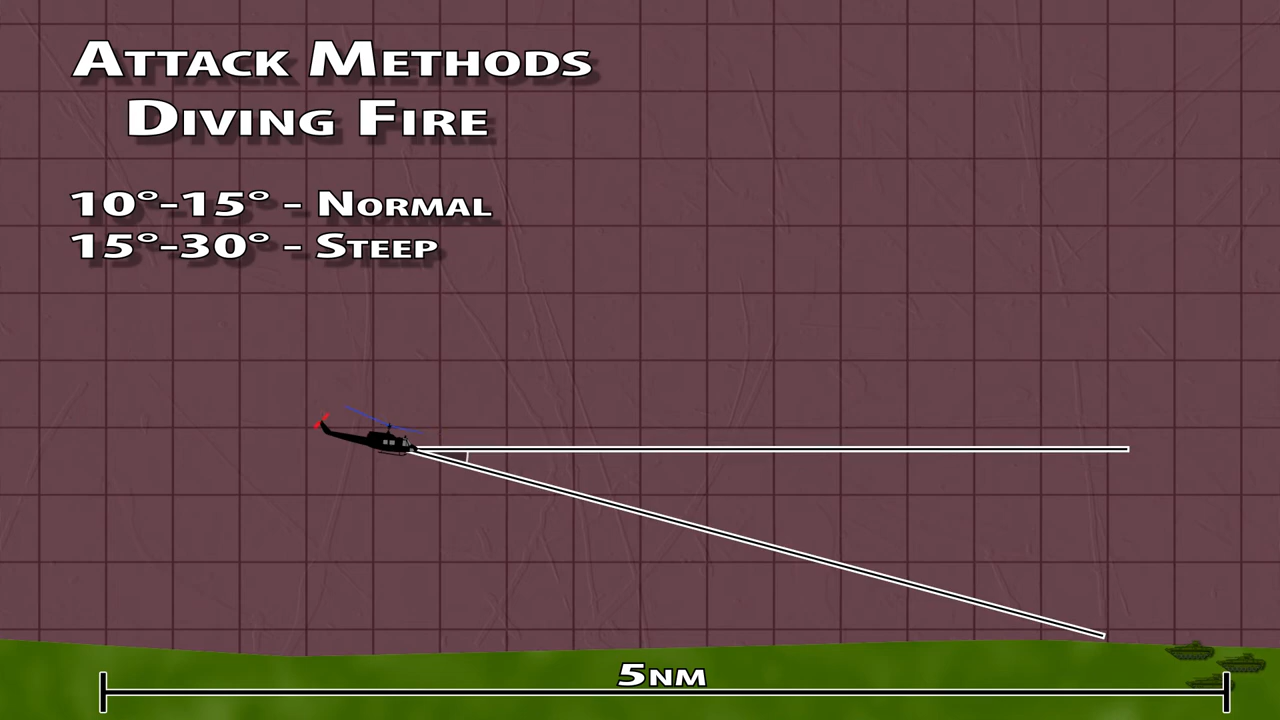 Attack Methods
Diving Fire
10°-15° - Normal
15°-30° - Steep
5nm